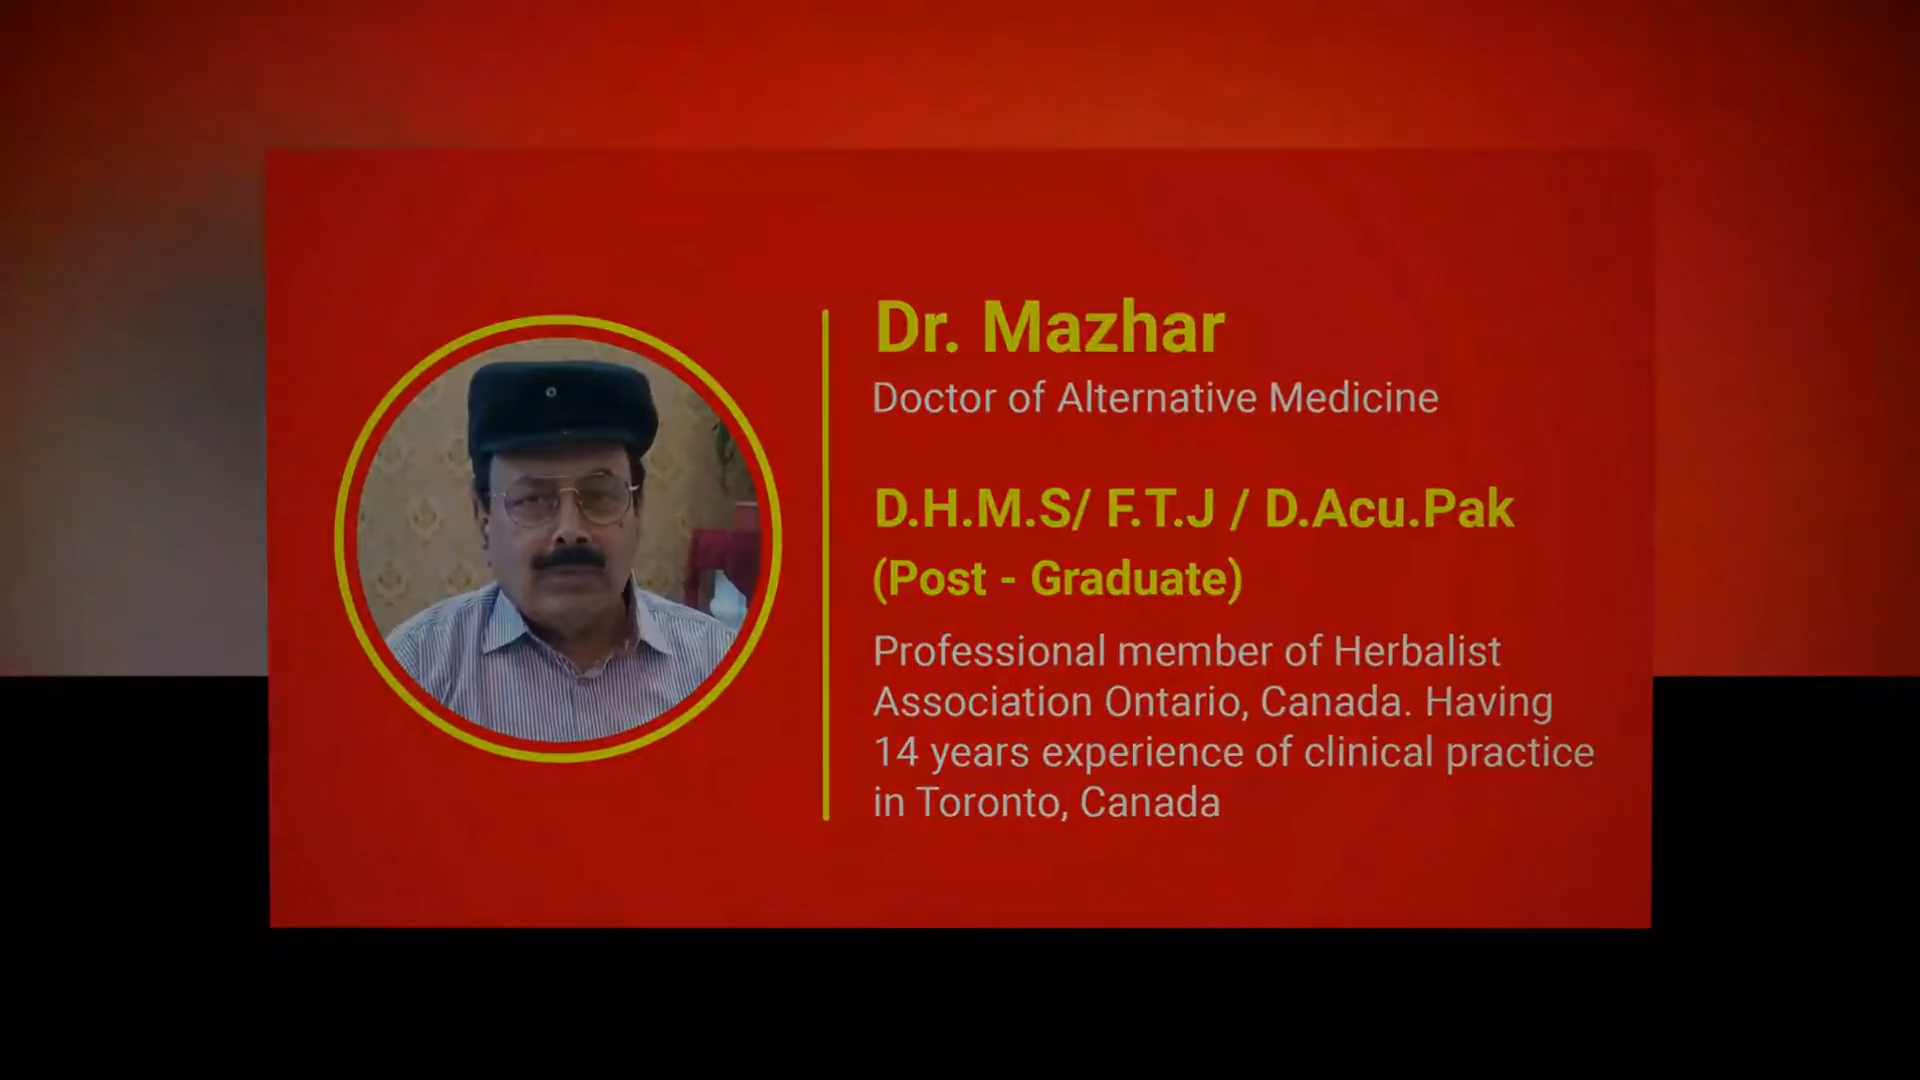 Dr. Mazhar
Doctor of Alternative Medicine
D.H.M.S/ F.T.J / D.Acu.Pak
(Post - Graduate)
Professional member of Herbalist
Association Ontario, Canada. Having
14 years experience of clinical practice
in Toronto, Canada